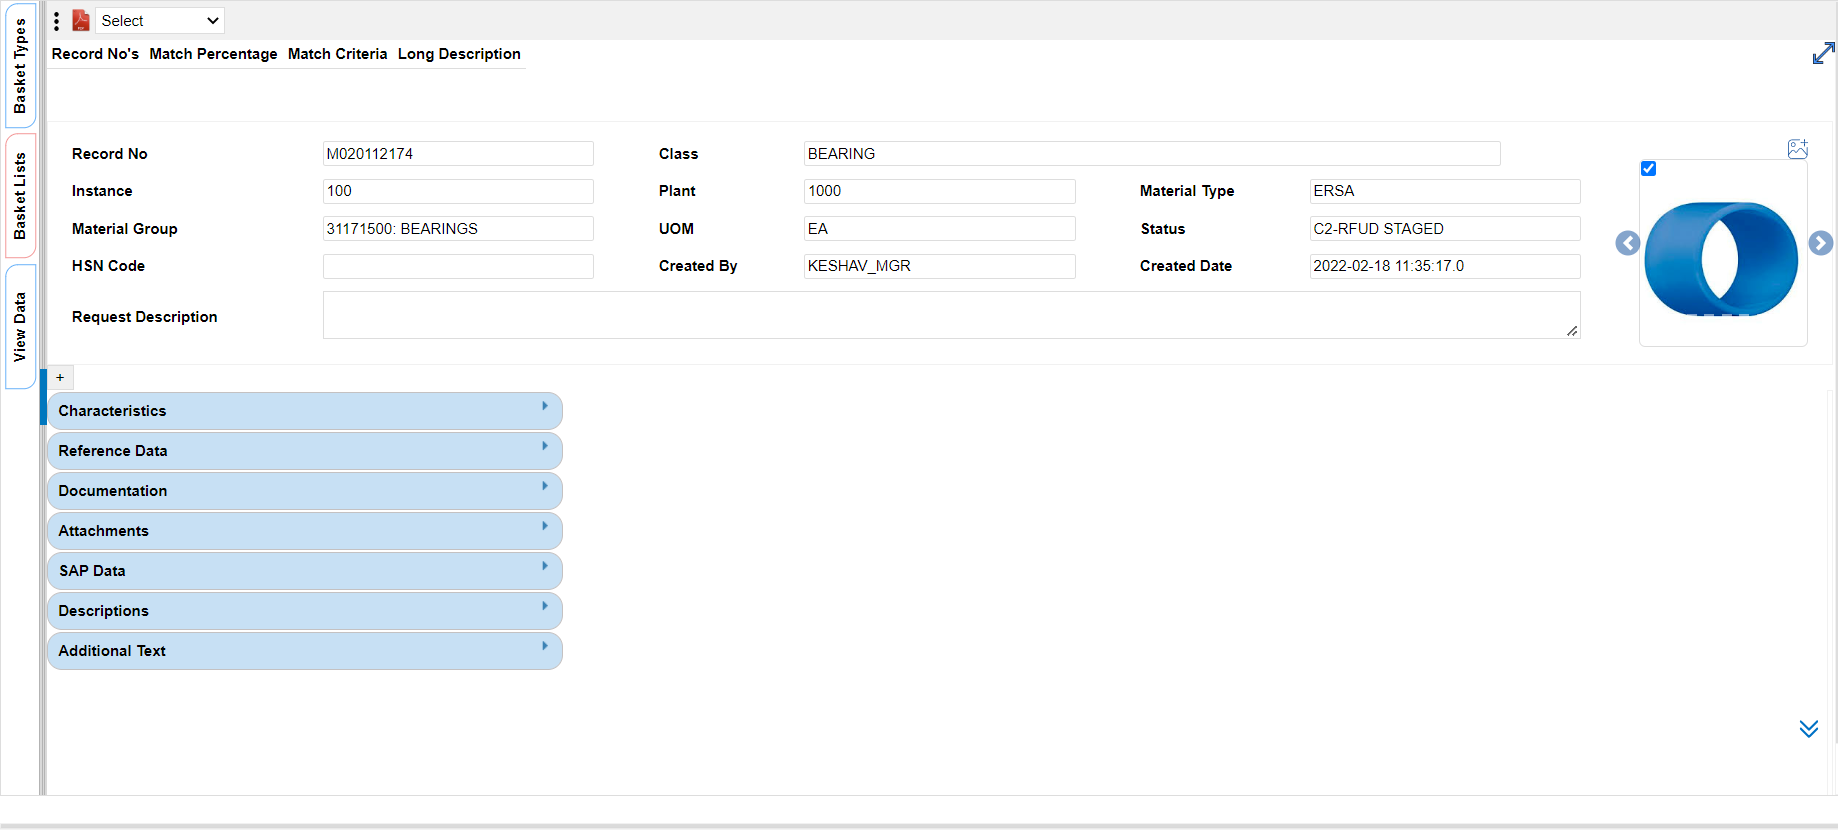 Basket Types
Basket Lists
View Data
Select
Record No's Match Percentage Match Criteria Long Description
Record No M020112174 Class BEARING
Instance 100 Plant 1000 Material Type ERSA
Material Group 31171500: BEARINGS UOM EA Status C2-RFUD STAGED
HSN Code Created By KESHAV_MGR Created Date 2022-02-18 11:35:17.0
Request Description
+
Characteristics
Reference Data
Documentation
Attachments
SAP Data
Descriptions
Additional Text